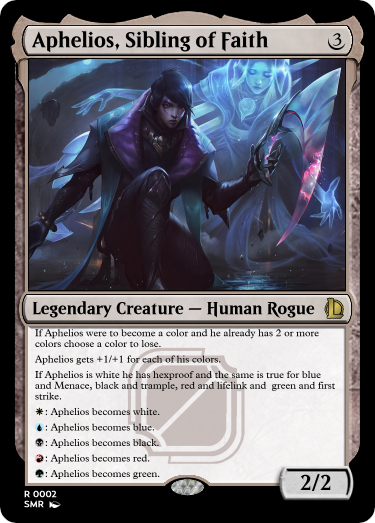 Aphelios, Sibling of Faith 3
Legendary Creature — Human Rogue
If Aphelios were to become a color and he already has 2 or more
colors choose a color to lose.
Aphelios gets +1/+1 for each of his colors.
If Aphelios is white he has hexproof and the same is true for blue
and Menace, black and trample, red and lifelink and green and first
strike.
: Aphelios becomes white.
: Aphelios becomes blue.
: Aphelios becomes black.
: Aphelios becomes red.
: Aphelios becomes green.
2/2
R 0002
SMR